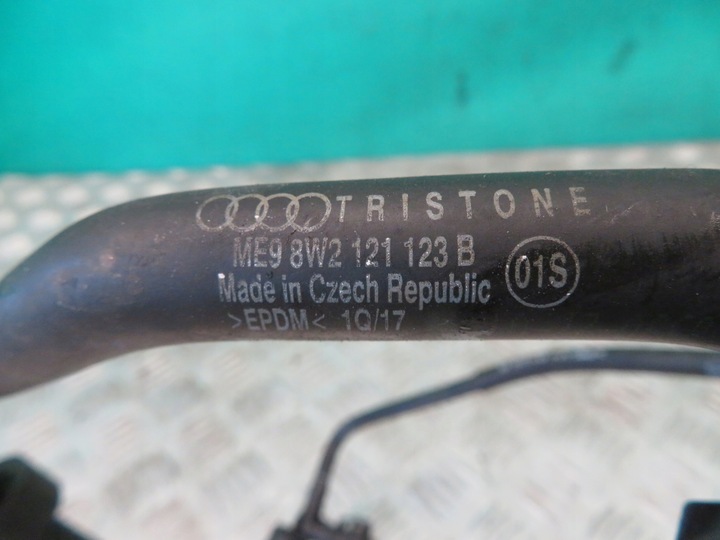 TRISTONE
ME9 8W2 121 123 B
01S
Made in Czech Republic
>EPDM< 1Q/17